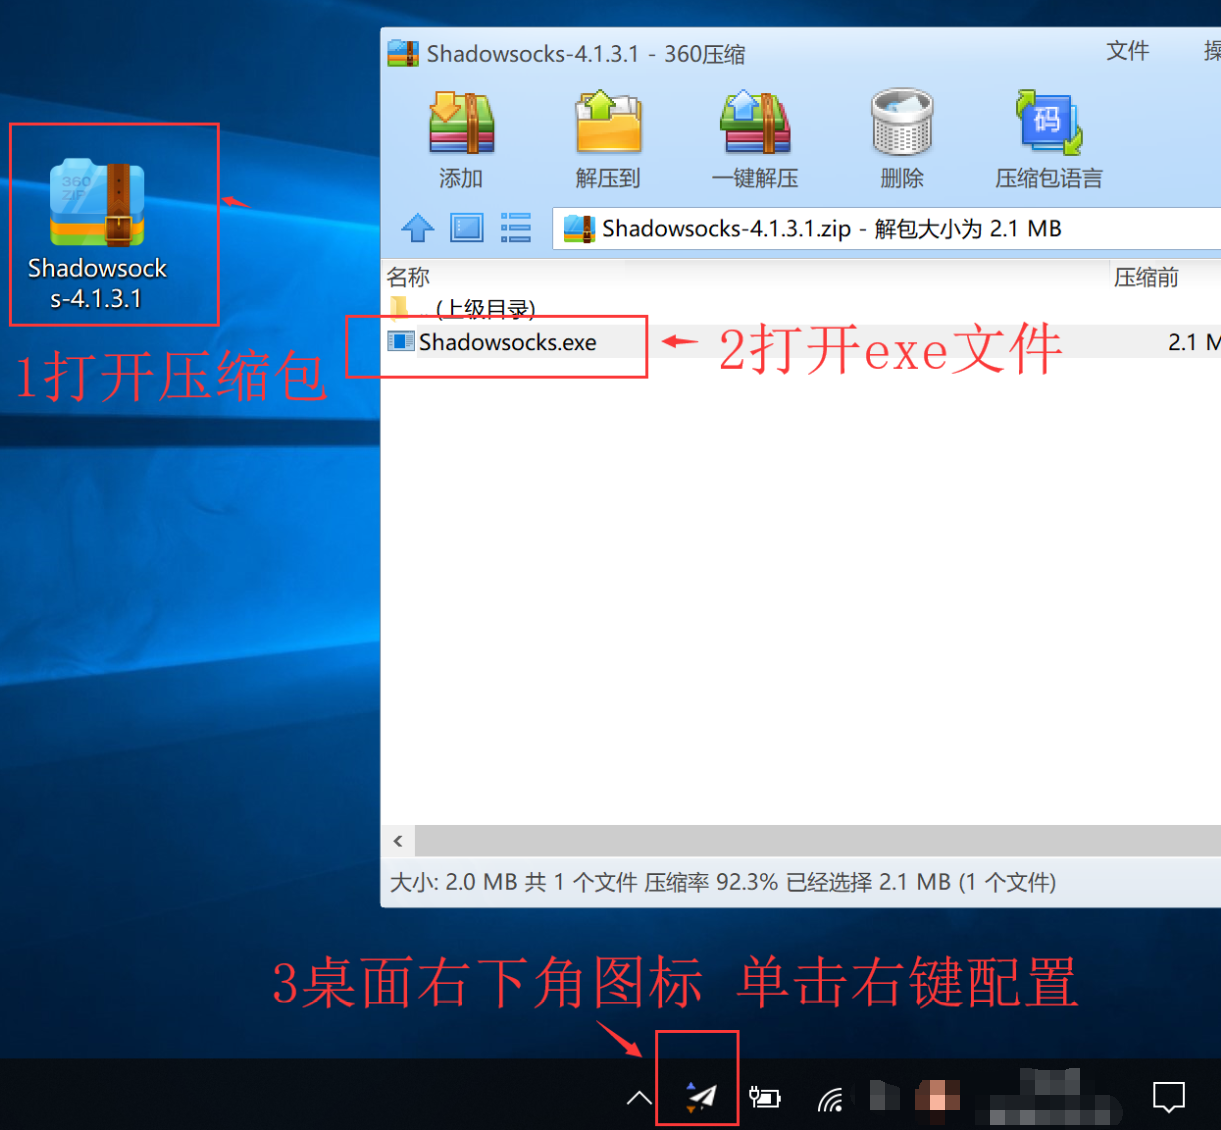 Shadowsocks-4.1.3.1 - 360压缩
文件
添加
解压到
一键解压
删除
码
压缩包语言
360
ZIP
Shadowsock
s-4.1.3.1
Shadowsocks-4.1.3.1.zip - 解包大小为 2.1 MB
名称
压缩前
.. (上级目录)
Shadowsocks.exe
2.1
1打开压缩包
2打开exe文件
大小: 2.0 MB 共 1 个文件 压缩率 92.3% 已经选择 2.1 MB (1 个文件)
3桌面右下角图标 单击右键配置